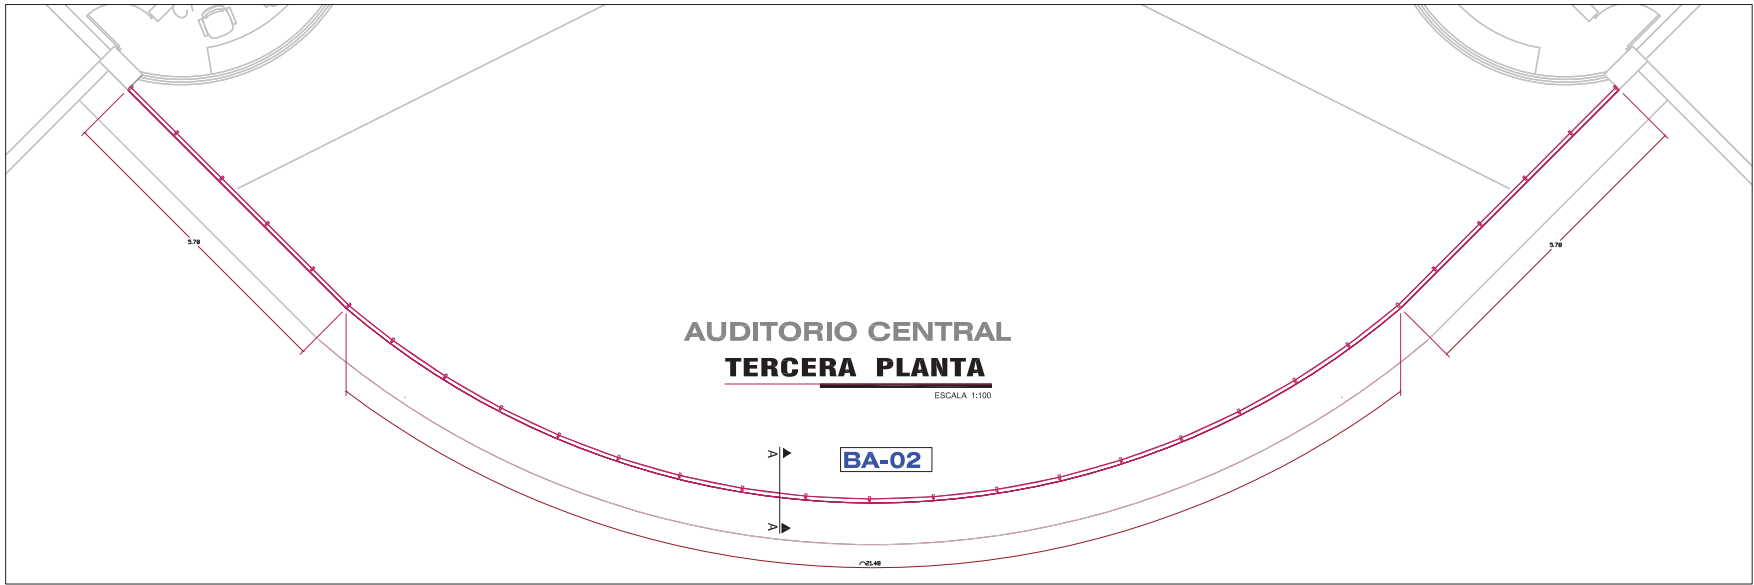 5.78
5.78
AUDITORIO CENTRAL
TERCERA PLANTA
ESCALA 1:100
A
BA-02
A
21.48